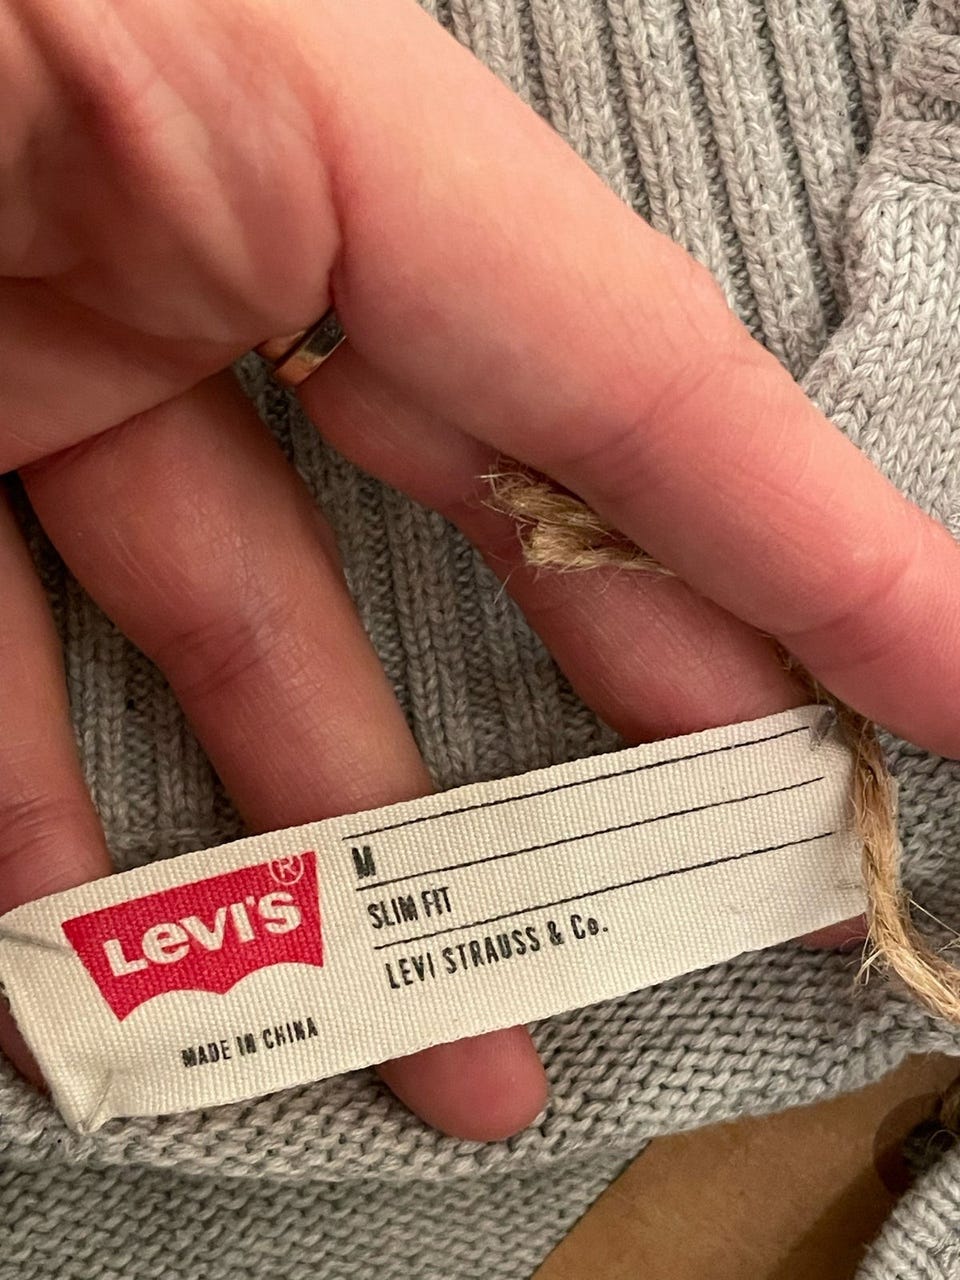 LEVI'S®
MADE IN CHINA
M
SLIM FIT
LEVI STRAUSS & Co.